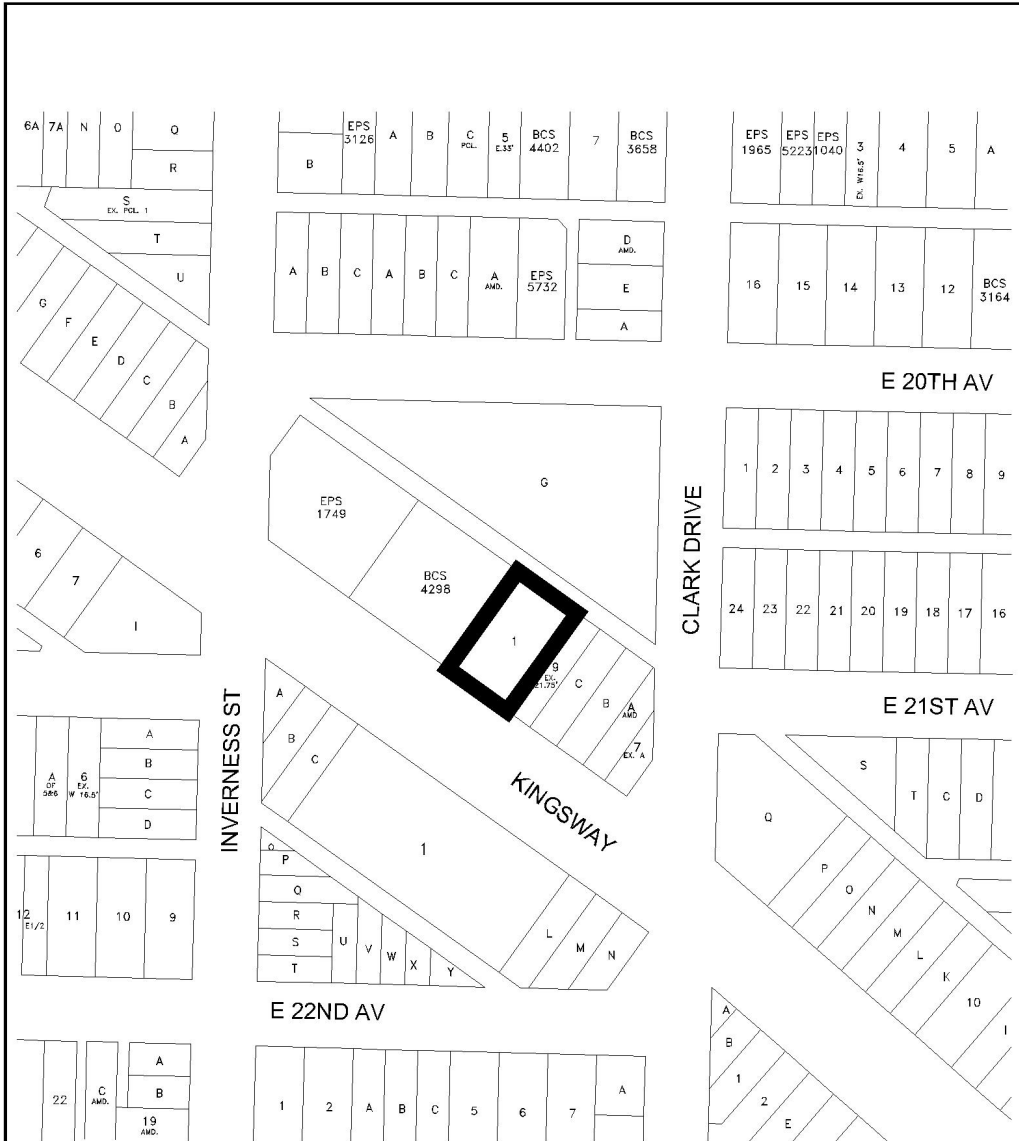 6A 7A N O Q
R
S
EX. PCL. 1
T
U
B
EPS
3126
A
B
C
PCL.
5
E.33'
BCS
4402
7
BCS
3658
EPS
1965
EPS
5223
EPS
1040
3
EX. W16.5'
4
5
A
A B C A B C
A
AMD.
EPS
5732
D
AMD.
E
A
16 15 14 13 12
BCS
3164
G
F
E
D
C
B
A
E 20TH AV
G
EPS
1749
BCS
4298
1
9
EX.
21.75'
C
B
A
AMD
7
EX. A
CLARK DRIVE
1 2 3 4 5 6 7 8 9
24 23 22 21 20 19 18 17 16
E 21ST AV
6
7
I
INVERNESS ST
A
B
C
1
KINGSWAY
L
M
N
A
OF
5&6
6
EX.
W 16.5'
A
B
C
D
12
E1/2
11 10 9
O
P
Q
R
S
T
U
V
W
X
Y
S
T C D
Q
P
O
N
M
L
K
10
I
E 22ND AV
22
C
AMD.
A
B
19
AMD.
1 2 A B C 5 6 7
A
A
B
1
2
E